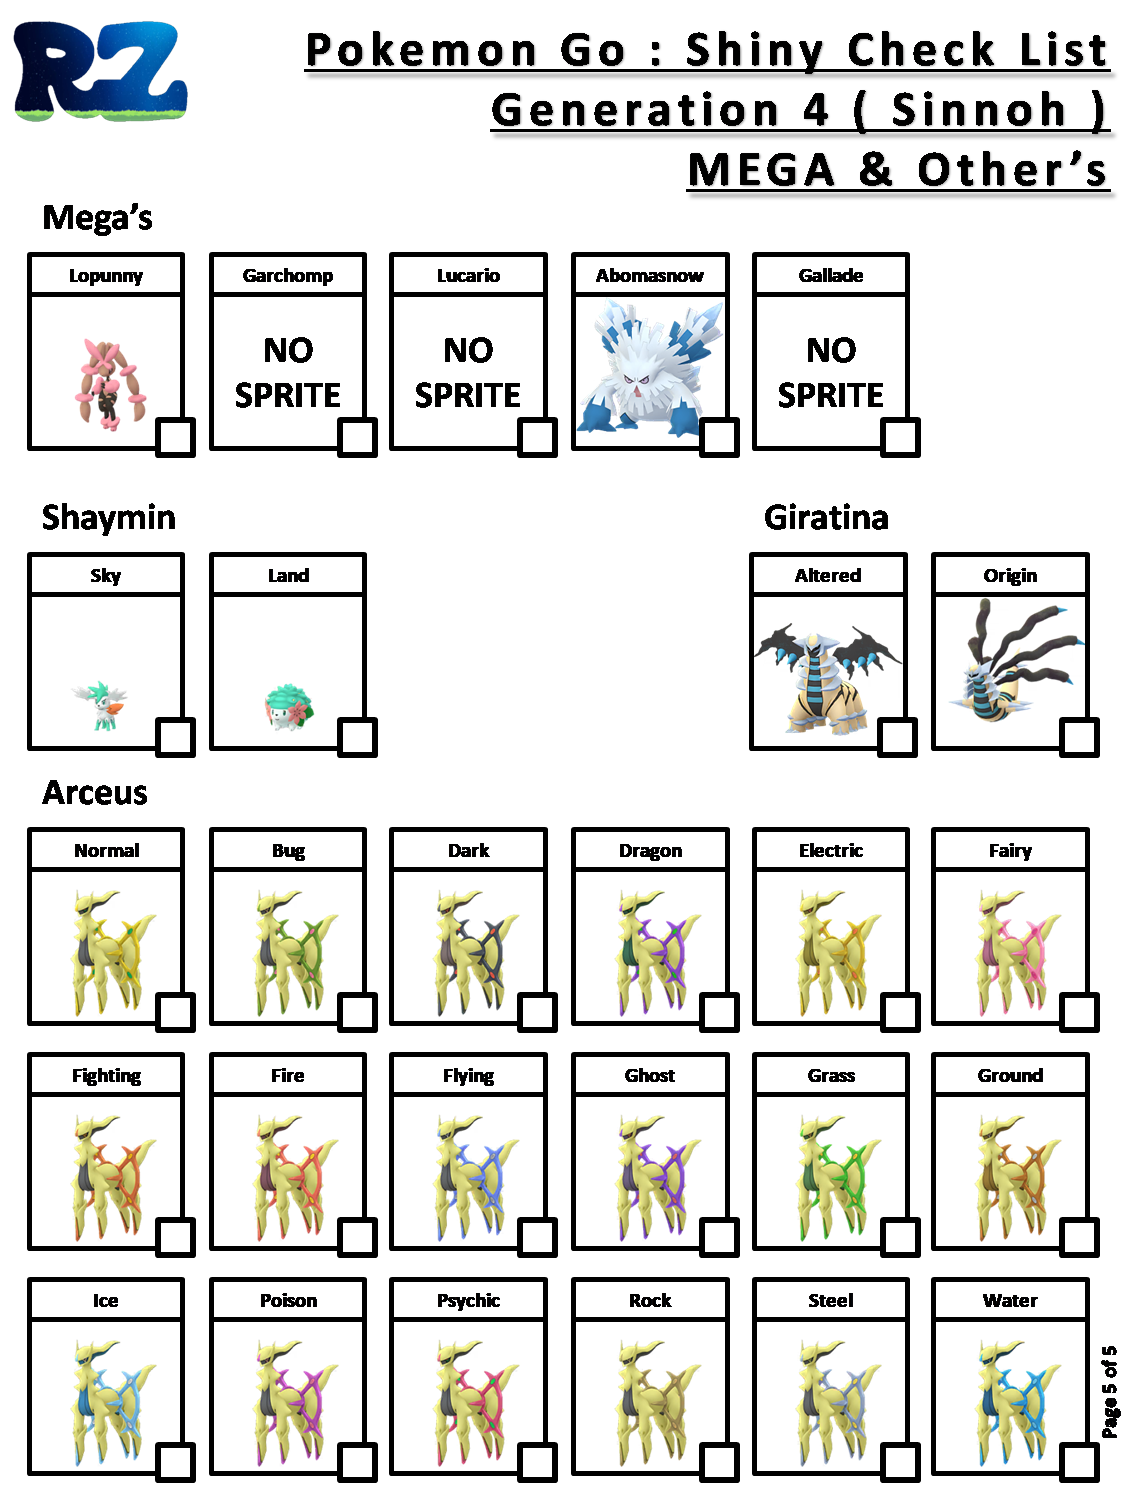 RZ
Pokemon Go : Shiny Check List
Generation 4 ( Sinnoh )
MEGA & Other’s
Mega’s
Lopunny
Garchomp
Lucario
Abomasnow
Gallade
NO
SPRITE
NO
SPRITE
NO
SPRITE
Shaymin
Giratina
Sky
Land
Altered
Origin
Arceus
Normal
Bug
Dark
Dragon
Electric
Fairy
Fighting
Fire
Flying
Ghost
Grass
Ground
Ice
Poison
Psychic
Rock
Steel
Water
Page 5 of 5